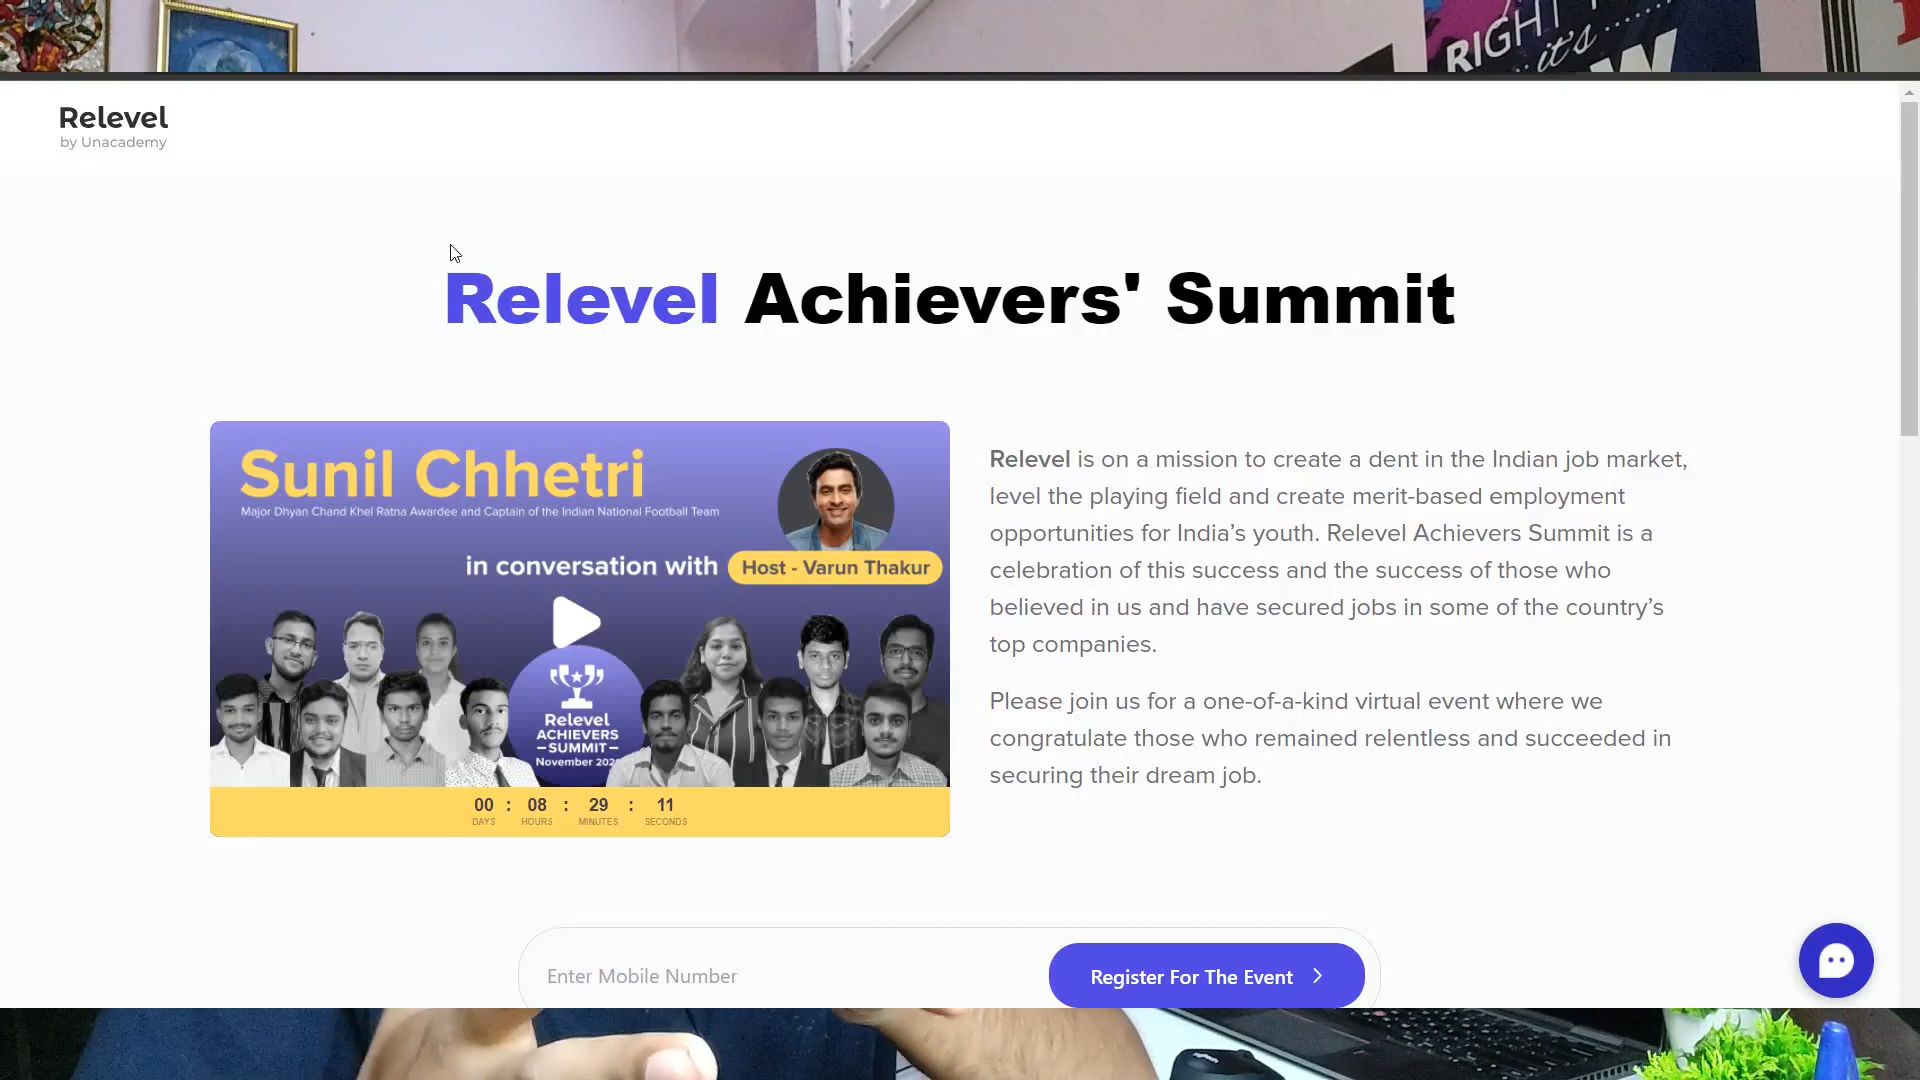 RIGHT
it's
W
Relevel
by Unacademy
Relevel Achievers' Summit
Sunil Chhetri
Major Dhyan Chand Khel Ratna Awardee and Captain of the Indian National Football Team
in conversation with
Host - Varun Thakur
Relevel
ACHIEVERS
SUMMIT
November 202
00 : 08 : 29 : 11
DAYS HOURS MINUTES SECONDS
Relevel is on a mission to create a dent in the Indian job market,
level the playing field and create merit-based employment
opportunities for India’s youth. Relevel Achievers Summit is a
celebration of this success and the success of those who
believed in us and have secured jobs in some of the country’s
top companies.
Please join us for a one-of-a-kind virtual event where we
congratulate those who remained relentless and succeeded in
securing their dream job.
Enter Mobile Number
Register For The Event